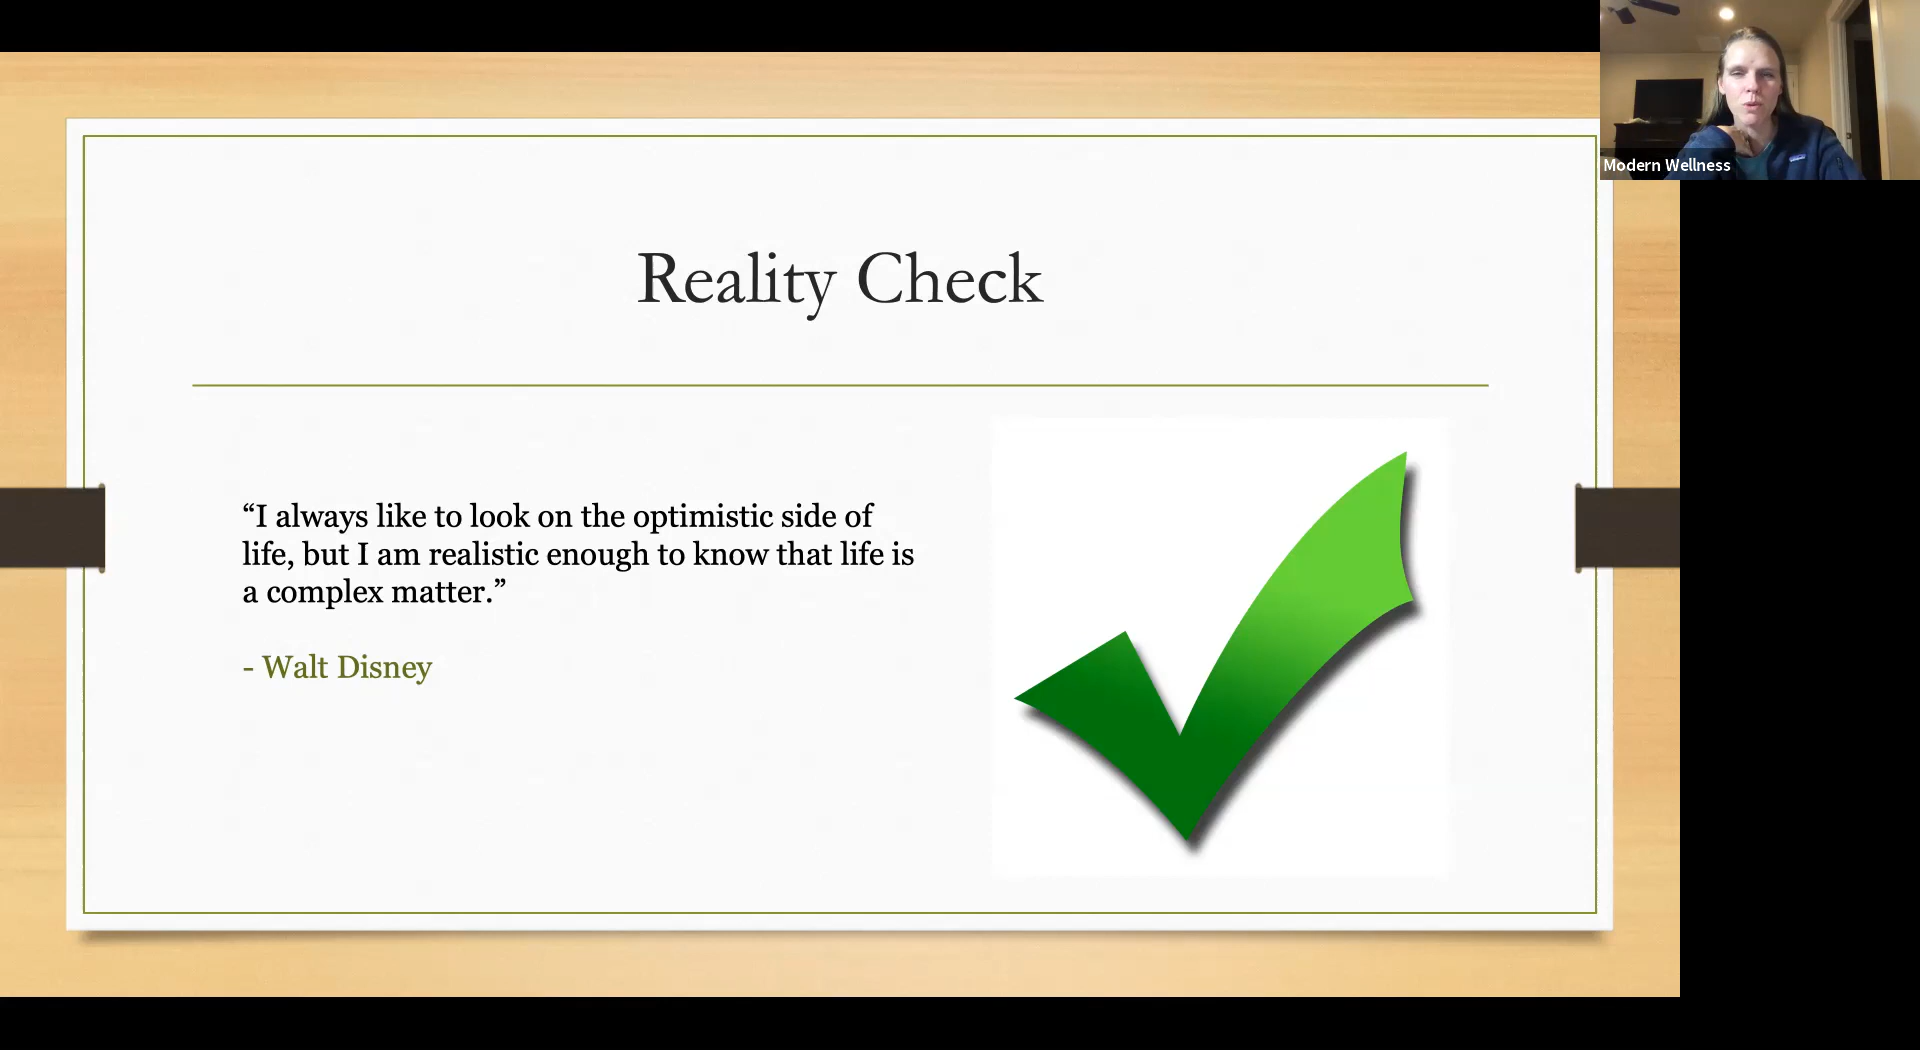 Modern Wellness
Reality Check
“I always like to look on the optimistic side of
life, but I am realistic enough to know that life is
a complex matter.”
- Walt Disney